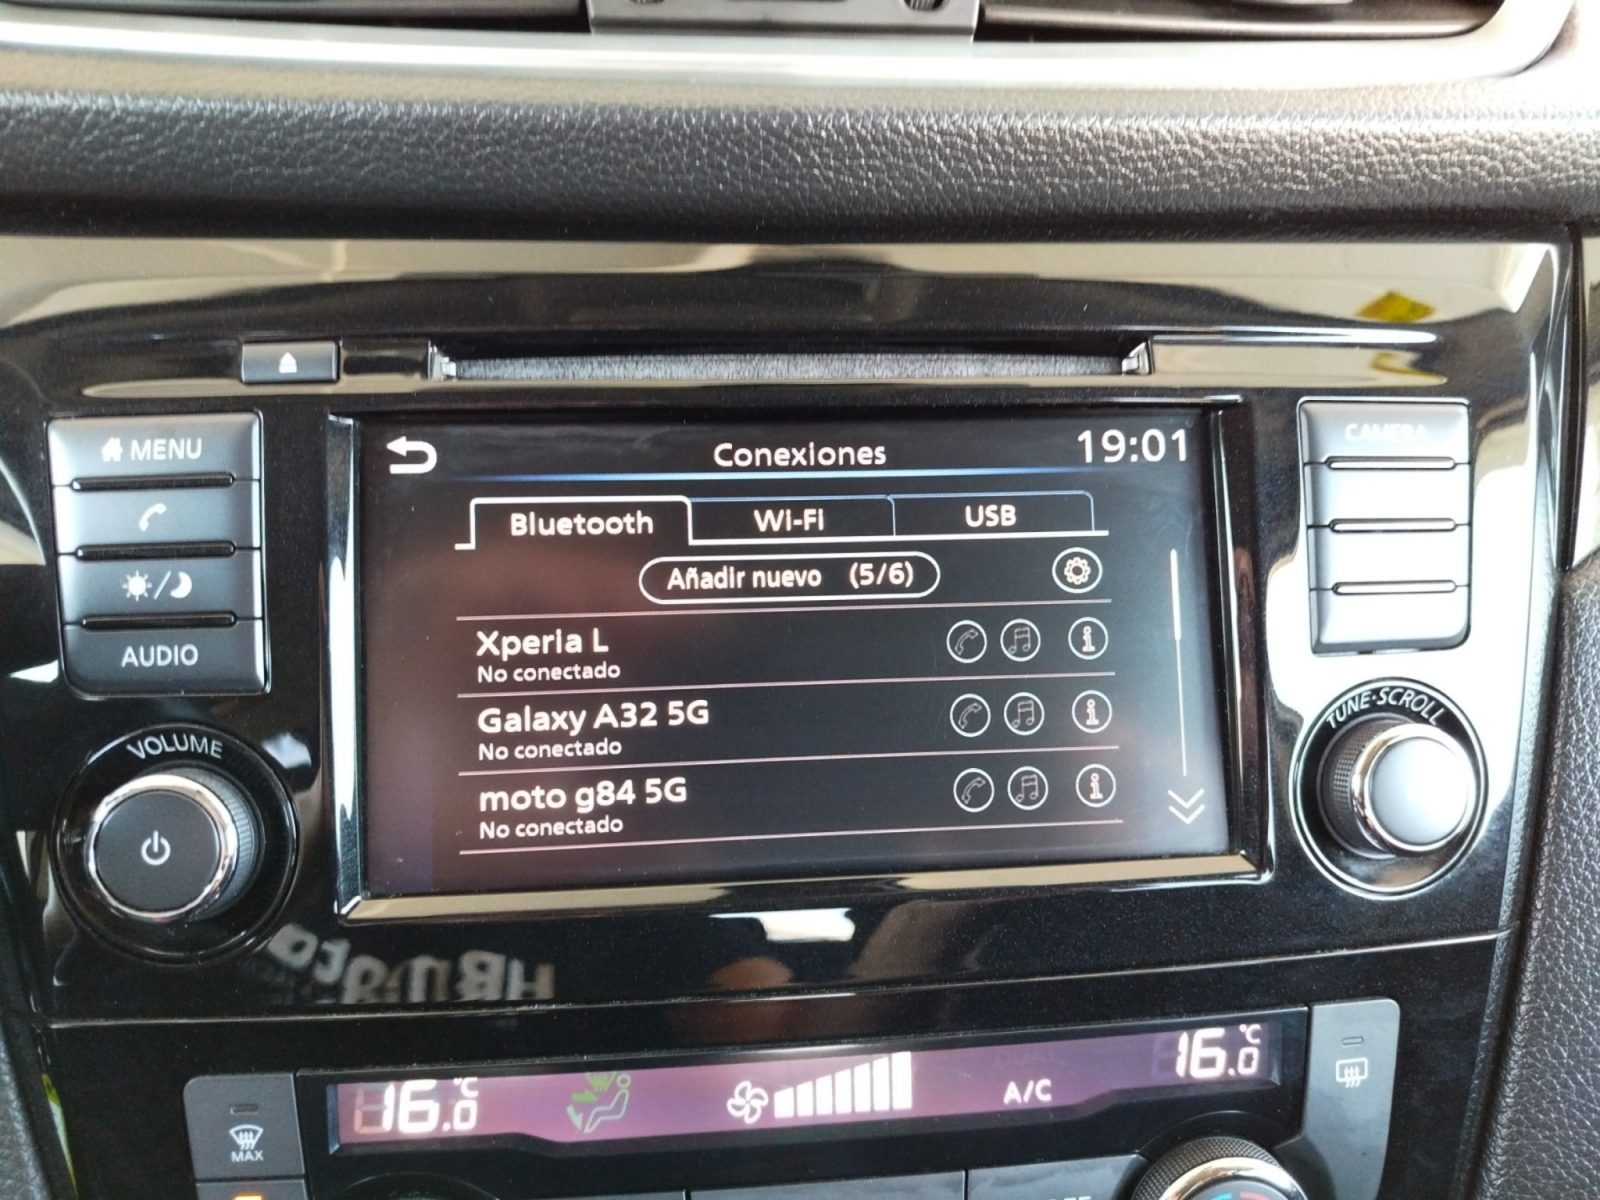 MENU
AUDIO
VOLUME
CAMERA
TUNE·SCROLL
Conexiones
19:01
Bluetooth
Wi-Fi
USB
Añadir nuevo (5/6)
Xperia L
No conectado
Galaxy A32 5G
No conectado
moto g84 5G
No conectado
16.0 °C
A/C
16.0 °C
MAX